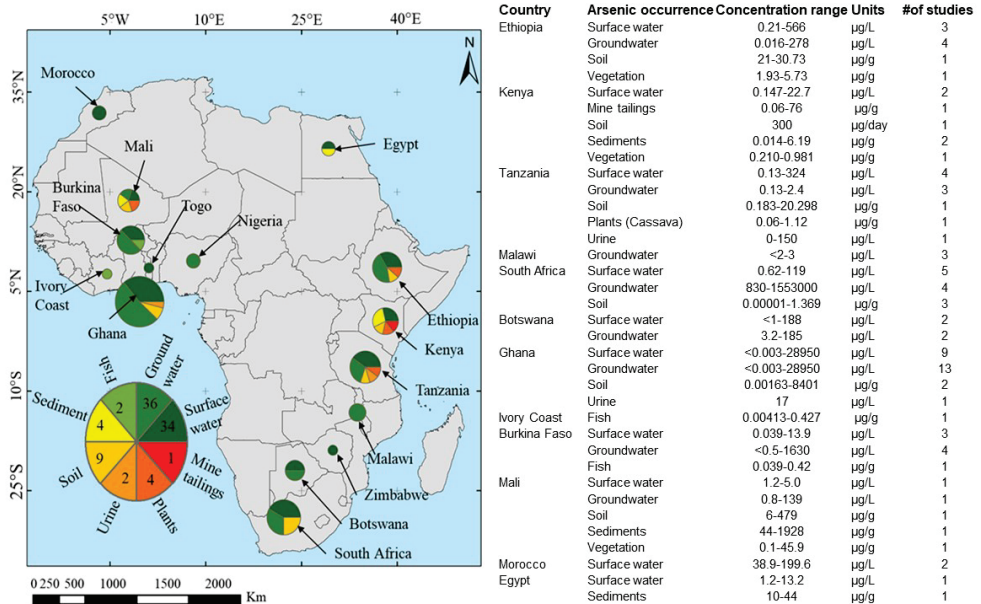 5°W 10°E 25°E 40°E
N
35°N
20°N
5°N
10°S
25°S
Morocco
Egypt
Mali
Burkina
Faso
Togo
Nigeria
Ivory
Coast
Ghana
Ethiopia
Kenya
Tanzania
Malawi
Zimbabwe
Botswana
South Africa
Fish
Ground
water
Sediment
Surface
water
Soil
Mine
tailings
Urine
Plants
2 36
4 34
9 1
2 4
0 250 500 1000 1500 2000
Km
Country Arsenic occurrence Concentration range Units #of studies
Ethiopia Surface water 0.21-566 µg/L 3
Groundwater 0.016-278 µg/L 4
Soil 21-30.73 µg/g 1
Vegetation 1.93-5.73 µg/g 1
Kenya Surface water 0.147-22.7 µg/L 2
Mine tailings 0.06-76 µg/g 1
Soil 300 µg/day 1
Sediments 0.014-6.19 µg/g 2
Vegetation 0.210-0.981 µg/g 1
Tanzania Surface water 0.13-324 µg/L 4
Groundwater 0.13-2.4 µg/L 3
Soil 0.183-20.298 µg/g 1
Plants (Cassava) 0.06-1.12 µg/g 1
Urine 0-150 µg/L 1
Malawi Groundwater <2-3 µg/L 3
South Africa Surface water 0.62-119 µg/L 5
Groundwater 830-1553000 µg/L 4
Soil 0.00001-1.369 µg/g 3
Botswana Surface water <1-188 µg/L 2
Groundwater 3.2-185 µg/L 2
Ghana Surface water <0.003-28950 µg/L 9
Groundwater <0.003-28950 µg/L 13
Soil 0.00163-8401 µg/g 2
Urine 17 µg/L 1
Ivory Coast Fish 0.00413-0.427 µg/g 1
Burkina Faso Surface water 0.039-13.9 µg/L 3
Groundwater <0.5-1630 µg/L 4
Fish 0.039-0.42 µg/g 1
Mali Surface water 1.2-5.0 µg/L 1
Groundwater 0.8-139 µg/L 1
Soil 6-479 µg/g 1
Sediments 44-1928 µg/g 1
Vegetation 0.1-45.9 µg/g 1
Morocco Surface water 38.9-199.6 µg/L 2
Egypt Surface water 1.2-13.2 µg/L 1
Sediments 10-44 µg/g 1